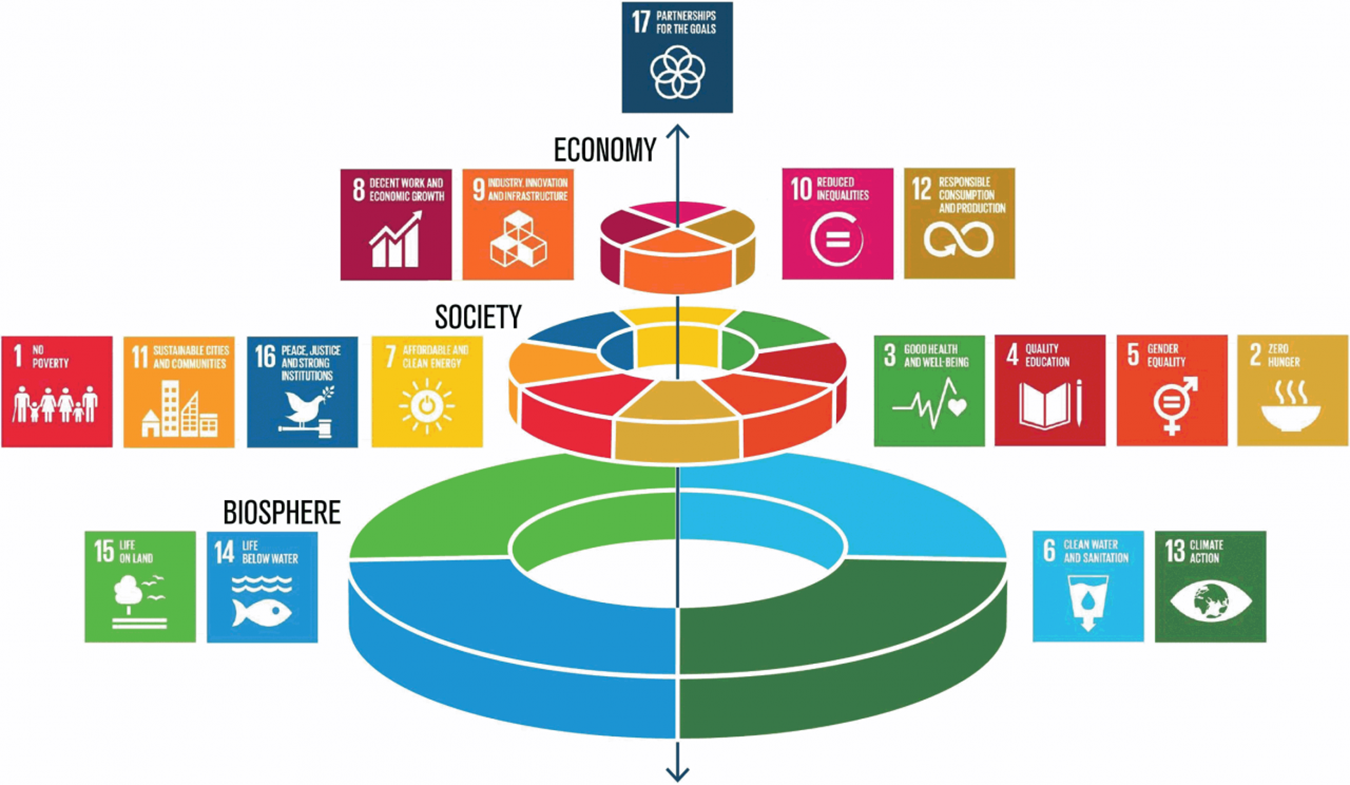 17 PARTNERSHIPS
FOR THE GOALS
ECONOMY
8 DECENT WORK AND
ECONOMIC GROWTH
9 INDUSTRY, INNOVATION
AND INFRASTRUCTURE
10 REDUCED
INEQUALITIES
12 RESPONSIBLE
CONSUMPTION
AND PRODUCTION
SOCIETY
1 NO
POVERTY
11 SUSTAINABLE CITIES
AND COMMUNITIES
16 PEACE, JUSTICE
AND STRONG
INSTITUTIONS
7 AFFORDABLE AND
CLEAN ENERGY
3 GOOD HEALTH
AND WELL-BEING
4 QUALITY
EDUCATION
5 GENDER
EQUALITY
2 ZERO
HUNGER
BIOSPHERE
15 LIFE
ON LAND
14 LIFE
BELOW WATER
6 CLEAN WATER
AND SANITATION
13 CLIMATE
ACTION